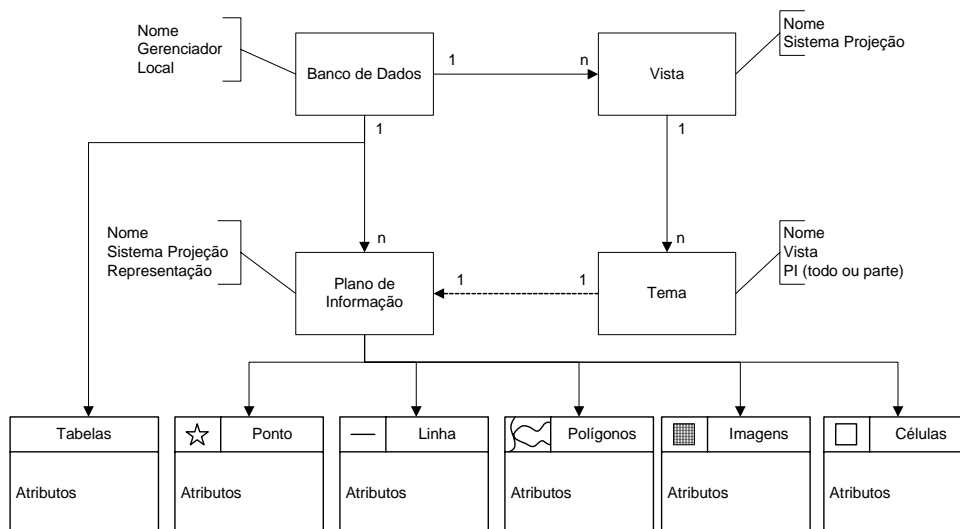 Nome
Gerenciador
Local
Banco de Dados
1
n
Vista
Nome
Sistema Projeção
1
1
Nome
Sistema Projeção
Representação
n
Plano de
Informação
1
1
n
Tema
Nome
Vista
PI (todo ou parte)
Tabelas
Ponto
Linha
Polígonos
Imagens
Células
Atributos
Atributos
Atributos
Atributos
Atributos
Atributos